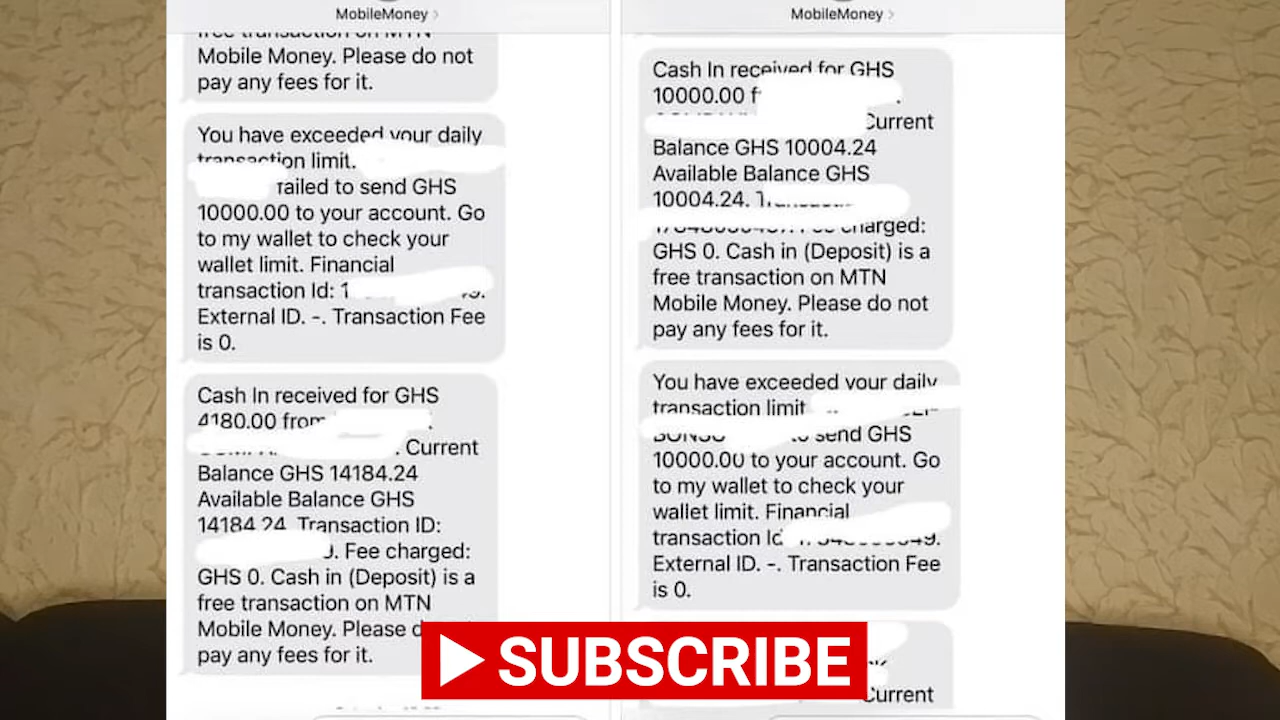 MobileMoney
Mobile Money. Please do not
pay any fees for it.
You have exceeded your daily
transaction limit.
failed to send GHS
10000.00 to your account. Go
to my wallet to check your
wallet limit. Financial
transaction Id: 1
External ID. -. Transaction Fee
is 0.
Cash In received for GHS
4180.00 from
. Current
Balance GHS 14184.24
Available Balance GHS
14184.24. Transaction ID:
. Fee charged:
GHS 0. Cash in (Deposit) is a
free transaction on MTN
Mobile Money. Please
pay any fees for it.
MobileMoney
Cash In received for GHS
10000.00
Current
Balance GHS 10004.24
Available Balance GHS
10004.24.
charged:
GHS 0. Cash in (Deposit) is a
free transaction on MTN
Mobile Money. Please do not
pay any fees for it.
You have exceeded your daily
transaction limit
to send GHS
10000.00 to your account. Go
to my wallet to check your
wallet limit. Financial
transaction
External ID. -. Transaction Fee
is 0.
Current
SUBSCRIBE